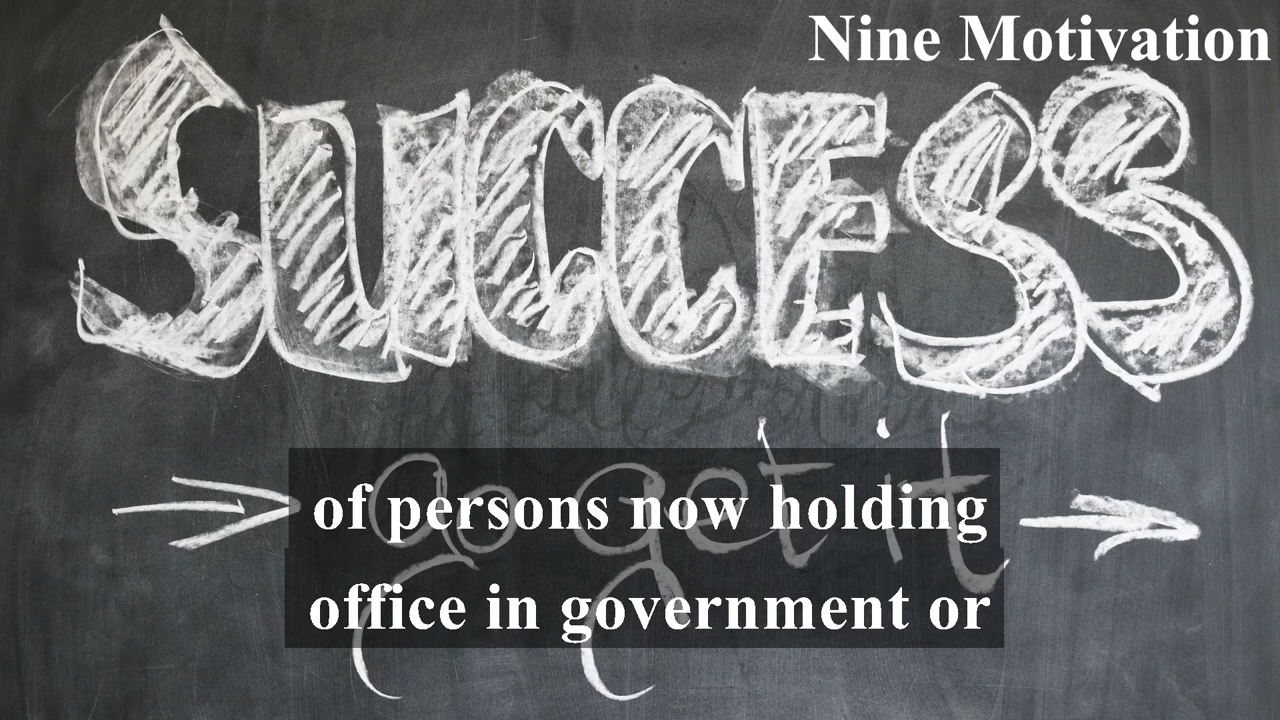 Nine Motivation
SUCCESS
go get it
of persons now holding
office in government or